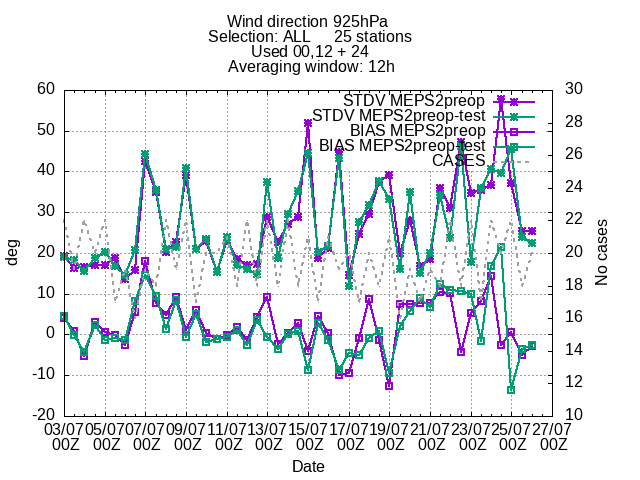 Wind direction 925hPa
Selection: ALL 25 stations
Used 00,12 + 24
Averaging window: 12h
60
50
40
30
20
10
0
-10
-20
deg
30
28
26
24
22
20
18
16
14
12
10
No cases
STDV MEPS2preop
STDV MEPS2preop-test
BIAS MEPS2preop
BIAS MEPS2preop-test
CASES
03/07 05/07 07/07 09/07 11/07 13/07 15/07 17/07 19/07 21/07 23/07 25/07 27/07
00Z 00Z 00Z 00Z 00Z 00Z 00Z 00Z 00Z 00Z 00Z 00Z 00Z
Date